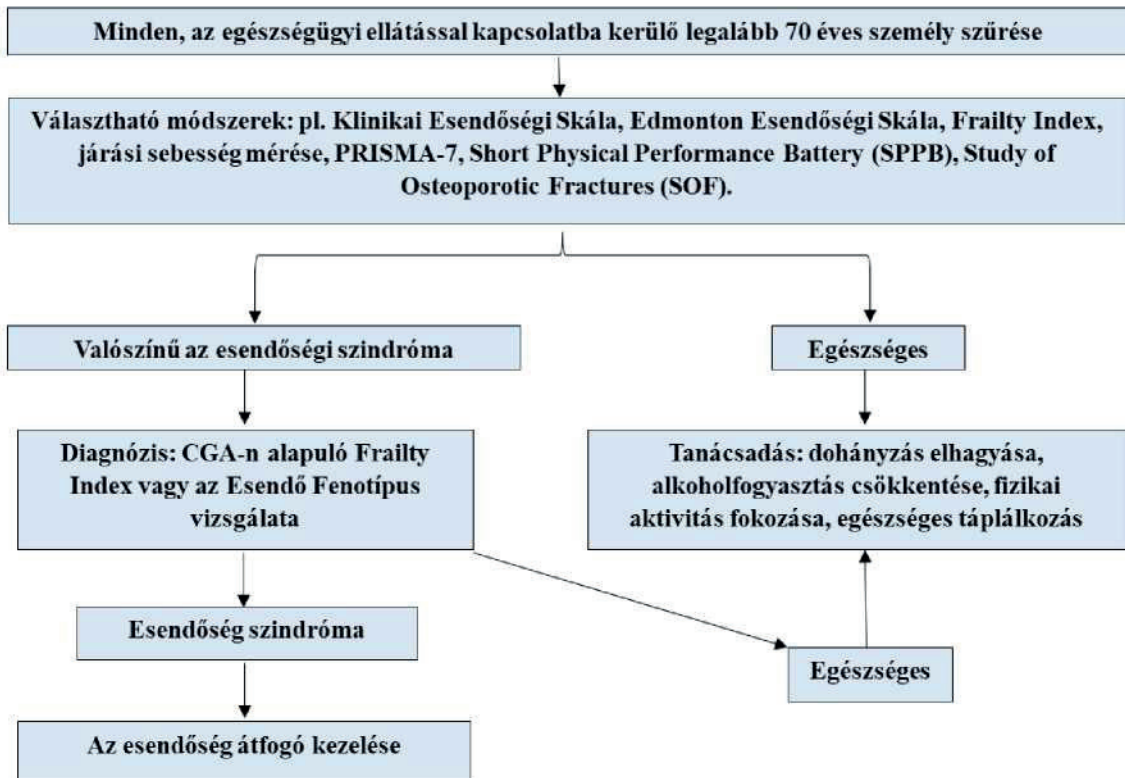 Minden, az egészségügyi ellátással kapcsolatba kerülő legalább 70 éves személy szűrése
Választható módszerek: pl. Klinikai Esendőségi Skála, Edmonton Esendőségi Skála, Frailty Index,
járási sebesség mérése, PRISMA-7, Short Physical Performance Battery (SPPB), Study of
Osteoporotic Fractures (SOF).
Valószínű az esendőségi szindróma
Egészséges
Diagnózis: CGA-n alapuló Frailty
Index vagy az Esendő Fenotípus
vizsgálata
Tanácsadás: dohányzás elhagyása,
alkoholfogyasztás csökkentése, fizikai
aktivitás fokozása, egészséges táplálkozás
Esendőség szindróma
Egészséges
Az esendőség átfogó kezelése